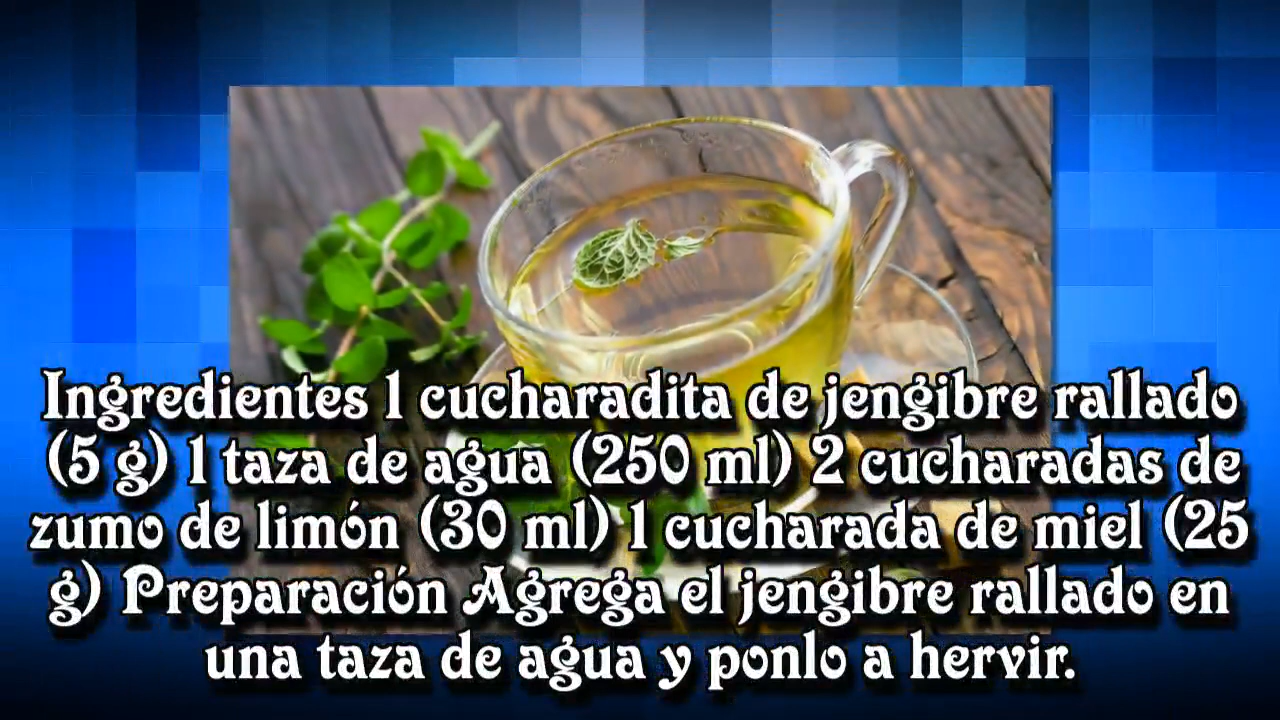 Ingredientes 1 cucharadita de jengibre rallado
(5 g) 1 taza de agua (250 ml) 2 cucharadas de
zumo de limón (30 ml) 1 cucharada de miel (25
g) Preparación Agrega el jengibre rallado en
una taza de agua y ponlo a hervir.